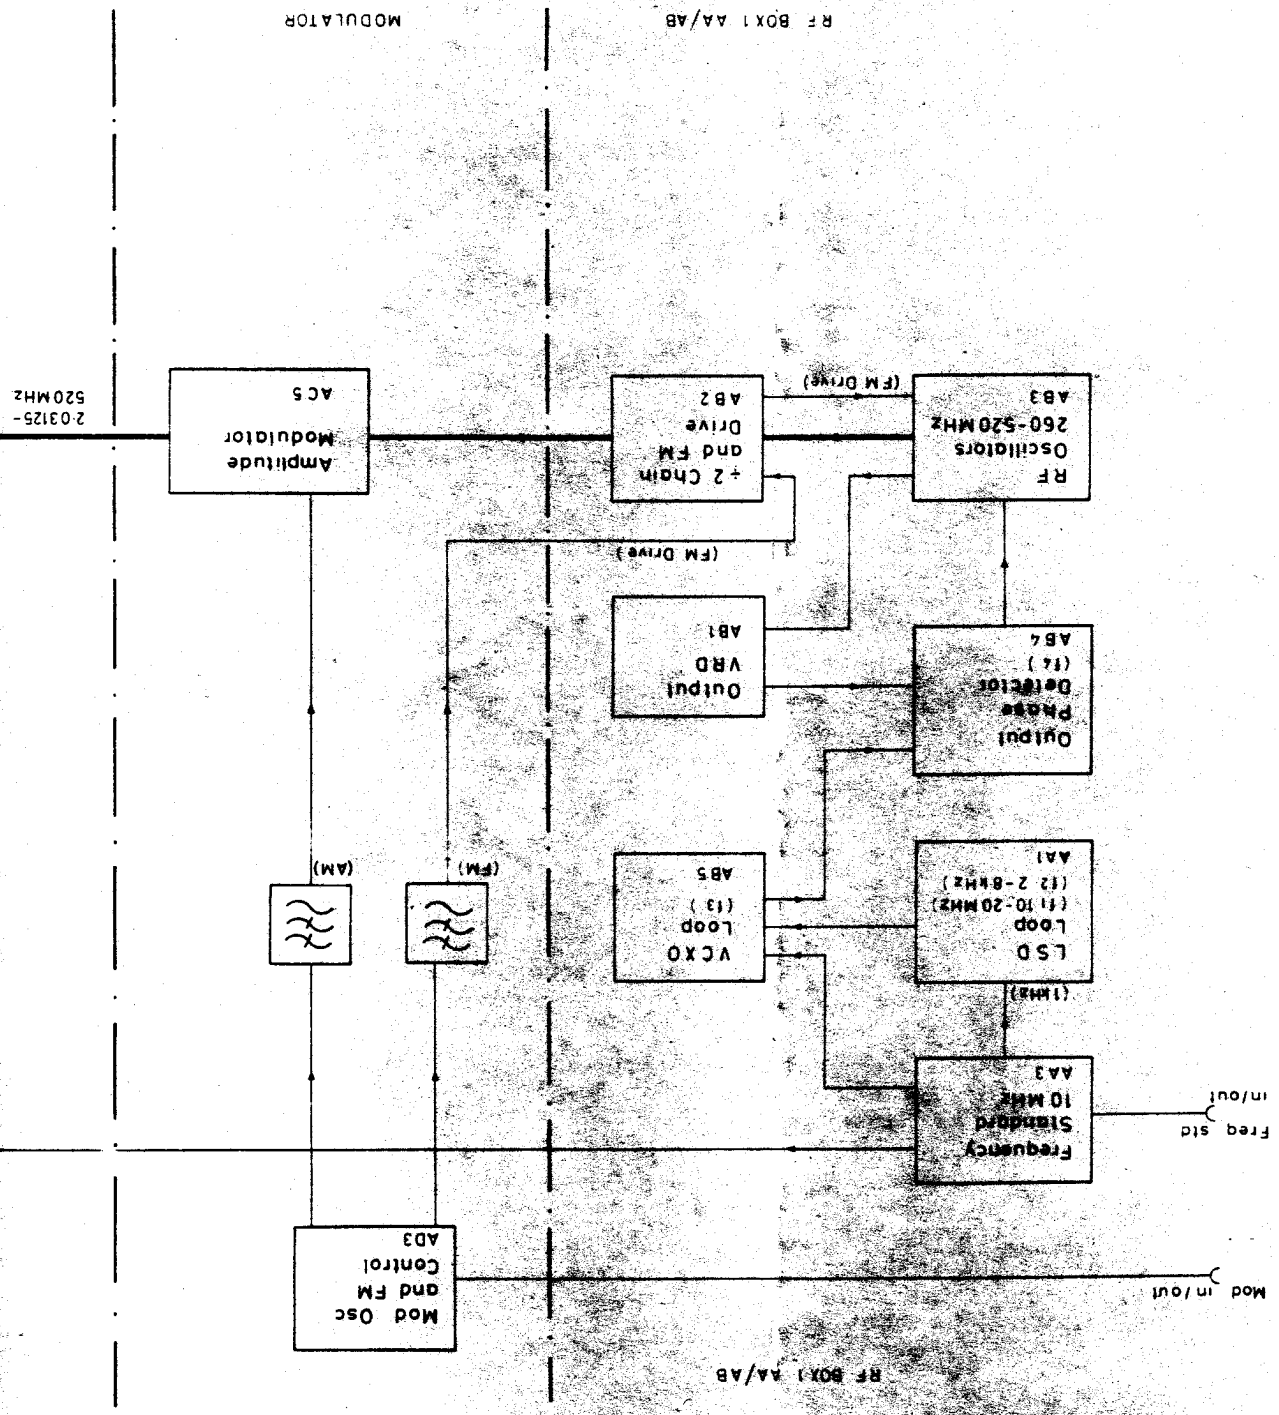 RF BOX1 AA/AB
Mod in/out
Mod Osc
and FM
Control
AD3
Freq std
in/out
Frequency
Standard
10 MHz
AA3
(1kHz)
LSD
Loop
(f1 10-20MHz)
(f2 2-8kHz)
AA1
VCXO
Loop
(f3)
AB5
(FM)
(AM)
Output
Phase
Detector
(f4)
AB4
Output
VRD
AB1
(FM Drive)
RF
Oscillators
260-520MHz
AB3
÷2 Chain
and FM
Drive
AB2
(FM Drive)
Amplitude
Modulator
AC5
2·03125-
520MHz
RF BOX1 AA/AB
MODULATOR